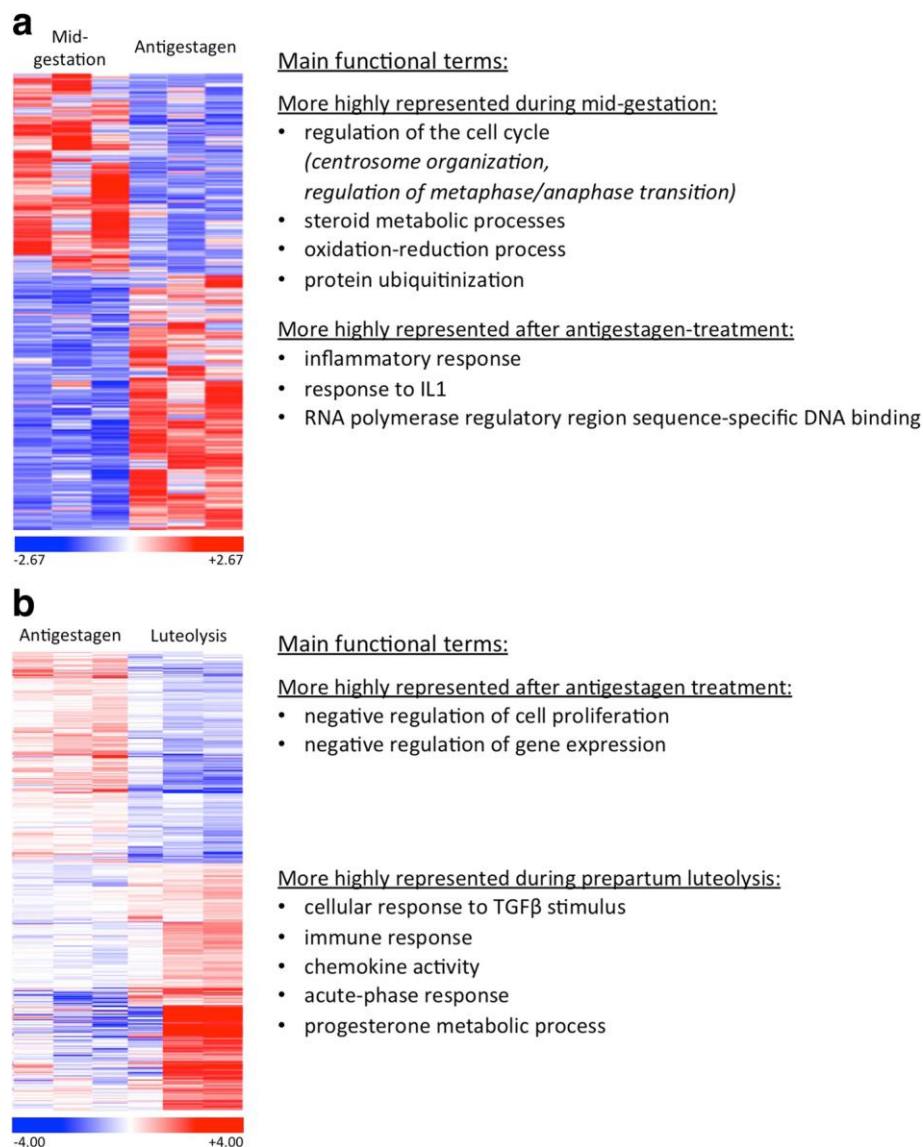 a
Mid-
gestation
Antigestagen
Main functional terms:
More highly represented during mid-gestation:
• regulation of the cell cycle
(centrosome organization,
regulation of metaphase/anaphase transition)
• steroid metabolic processes
• oxidation-reduction process
• protein ubiquitinization
More highly represented after antigestagen-treatment:
• inflammatory response
• response to IL1
• RNA polymerase regulatory region sequence-specific DNA binding
-2.67 +2.67
b
Antigestagen Luteolysis
Main functional terms:
More highly represented after antigestagen treatment:
• negative regulation of cell proliferation
• negative regulation of gene expression
More highly represented during prepartum luteolysis:
• cellular response to TGFβ stimulus
• immune response
• chemokine activity
• acute-phase response
• progesterone metabolic process
-4.00 +4.00